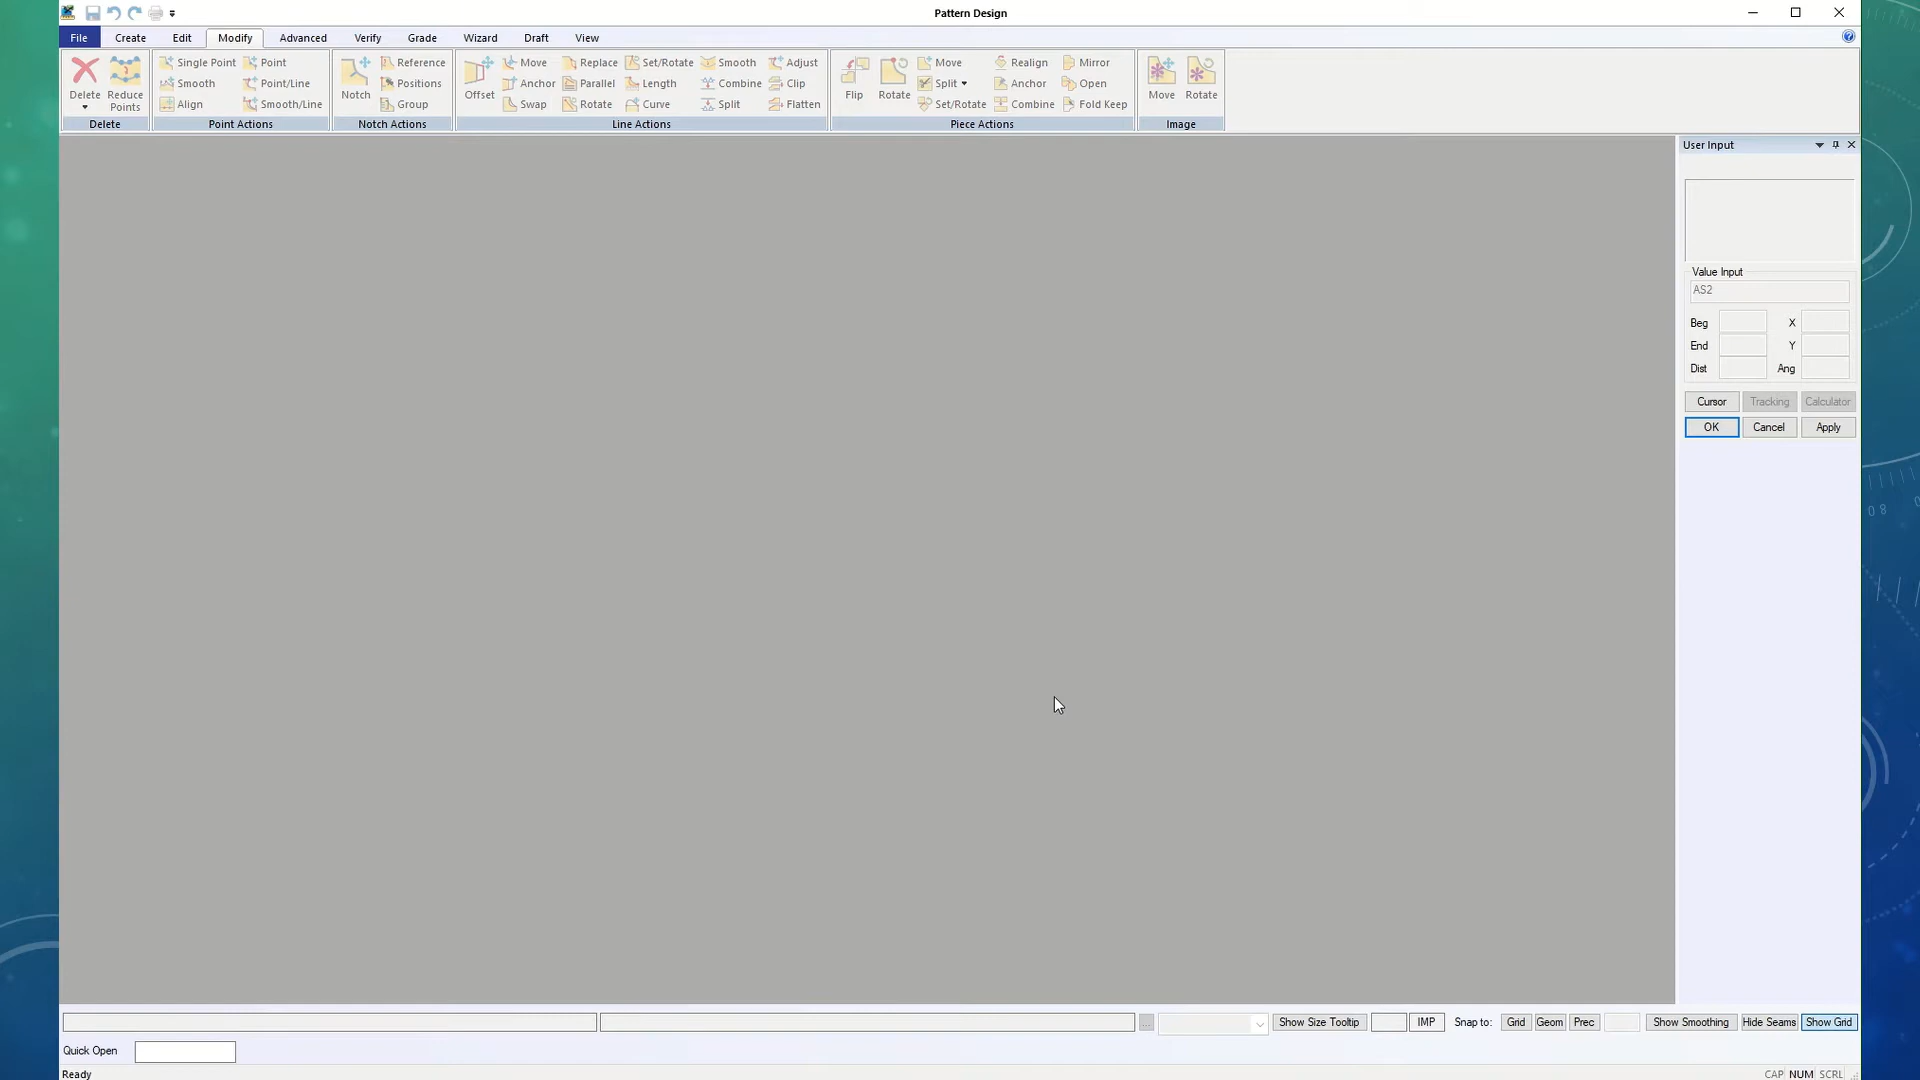 Pattern Design
File Create Edit Modify Advanced Verify Grade Wizard Draft View
Delete
Reduce Points
Delete
Single Point Point
Smooth Point/Line
Align Smooth/Line
Point Actions
Notch
Reference
Positions
Group
Notch Actions
Offset
Move Replace Set/Rotate Smooth Adjust
Anchor Parallel Length Combine Clip
Swap Rotate Curve Split Flatten
Line Actions
Flip
Rotate
Move Realign Mirror
Split Anchor Open
Set/Rotate Combine Fold Keep
Piece Actions
Move Rotate
Image
User Input
Value Input
AS2
Beg X
End Y
Dist Ang
Cursor Tracking Calculator
OK Cancel Apply
80
0
... Show Size Tooltip IMP Snap to: Grid Geom Prec Show Smoothing Hide Seams Show Grid
Quick Open
Ready CAP NUM SCRL